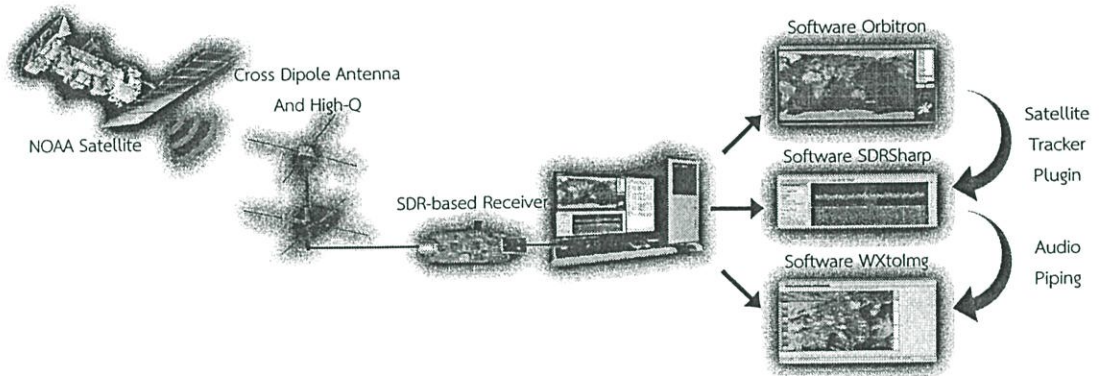 NOAA Satellite
Cross Dipole Antenna
And High-Q
SDR-based Receiver
Software Orbitron
Software SDRSharp
Software WXtoImg
Satellite
Tracker
Plugin
Audio
Piping